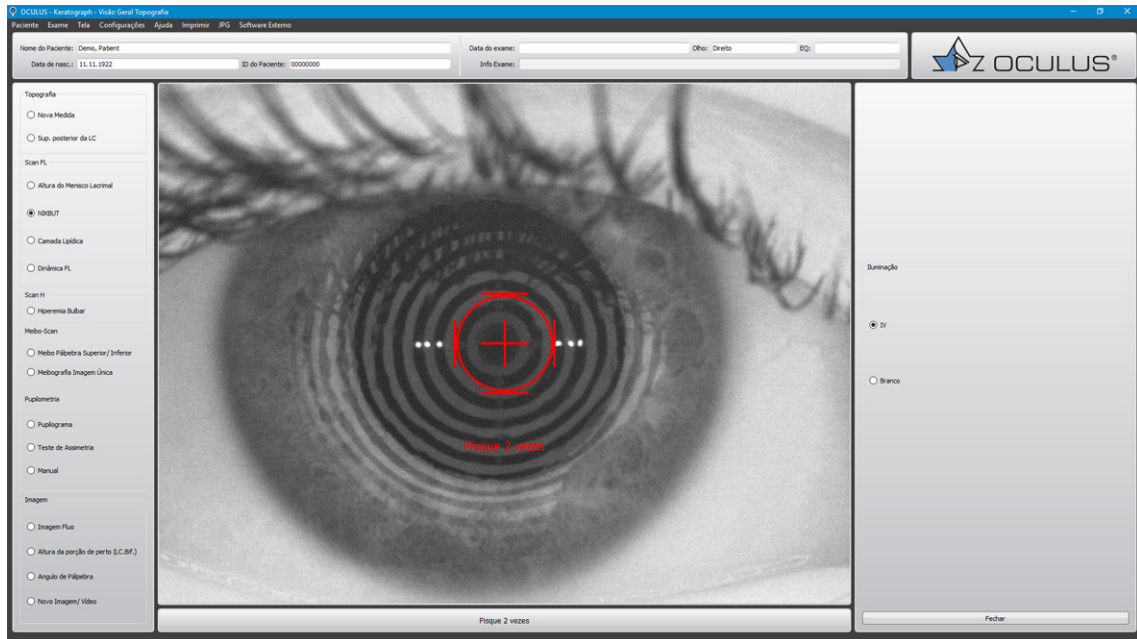 OCULUS - Keratograph - Visão Geral Topografia
Paciente Exame Tela Configurações Ajuda Imprimir JPG Software Externo
Nome do Paciente: Demo, Patient
Data de nasc.: 11.11.1922 ID do Paciente: 00000000
Data do exame: Olho: Direito EQ:
Info Exame:
OCULUS®
Topografia
Nova Medida
Sup. posterior da LC
Scan FL
Altura do Menisco Lacrimal
NIKBUT
Camada Lipídica
Dinâmica FL
Scan H
Hiperemia Bulbar
Meibo-Scan
Meibo Pálpebra Superior/ Inferior
Meibografia Imagem Única
Pupilometria
Pupilograma
Teste de Assimetria
Manual
Imagem
Imagem Fluo
Altura da porção de perto (LC.Bif.)
Angulo de Pálpebra
Novo Imagem/ Vídeo
Pisque 2 vezes
Pisque 2 vezes
Iluminação
IV
Branco
Fechar